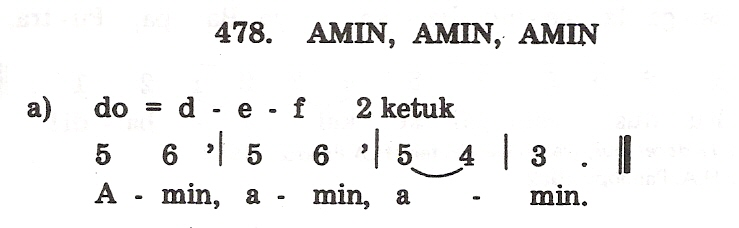 478. AMIN, AMIN, AMIN
a) do = d - e - f 2 ketuk
5 6 ’| 5 6 ’| 5 4 | 3 . ||
A - min, a - min, a - min.